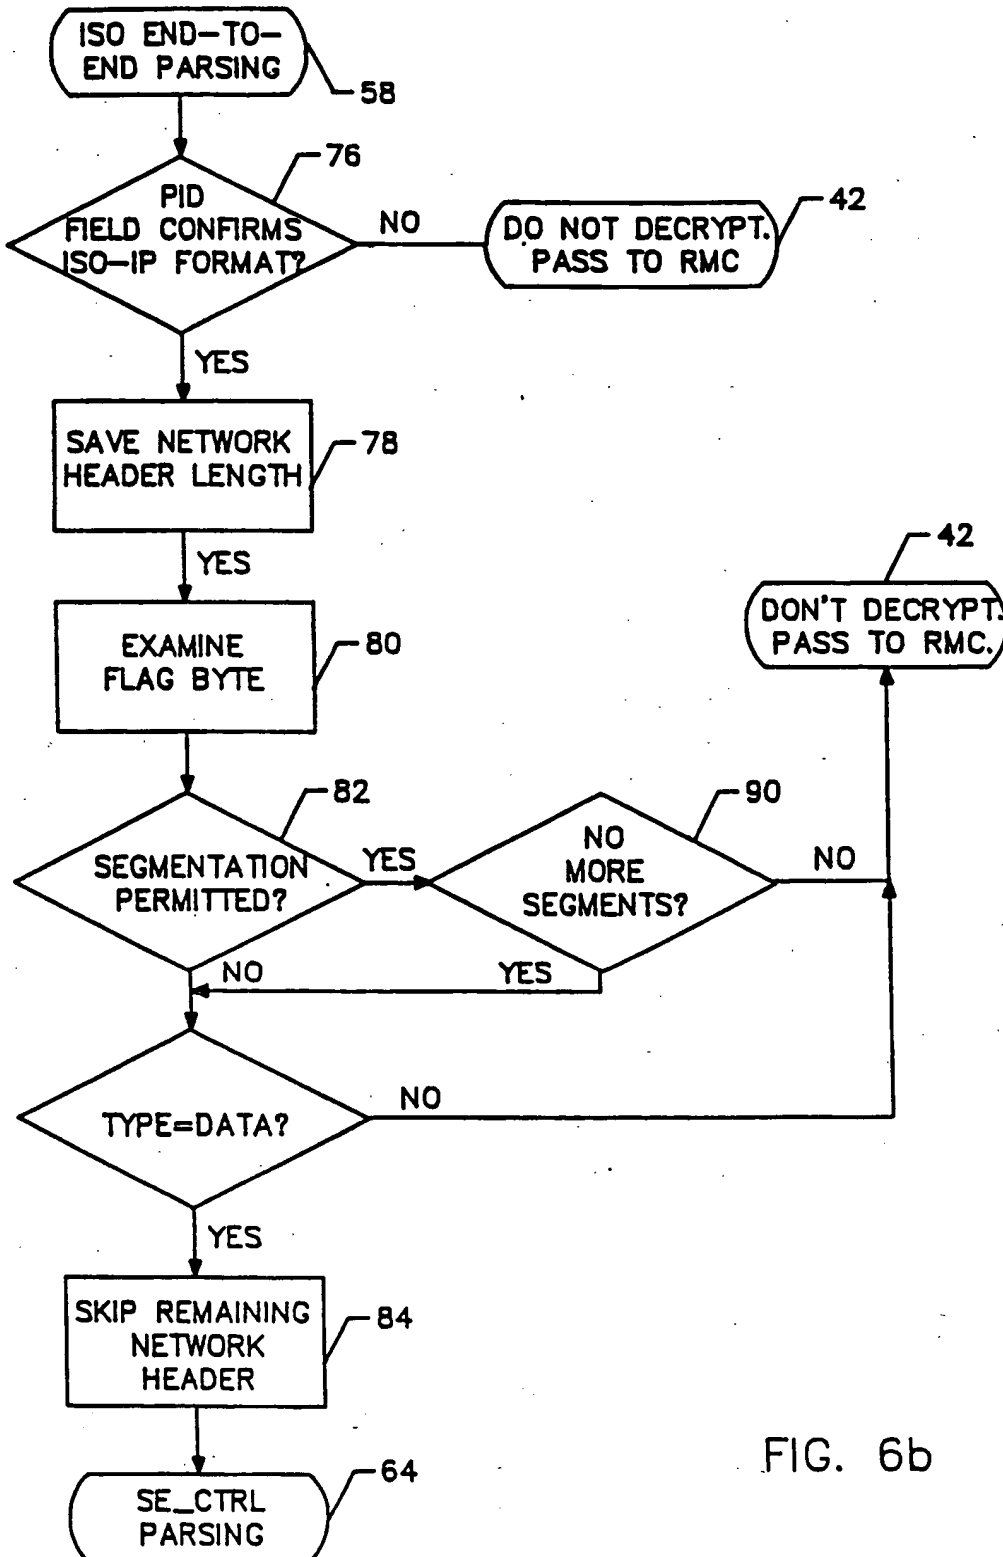 ISO END-TO-
END PARSING
58
76
PID
FIELD CONFIRMS
ISO-IP FORMAT?
NO
42
DO NOT DECRYPT.
PASS TO RMC
YES
SAVE NETWORK
HEADER LENGTH
78
YES
EXAMINE
FLAG BYTE
80
42
DON'T DECRYPT.
PASS TO RMC.
82
SEGMENTATION
PERMITTED?
YES
90
NO
MORE
SEGMENTS?
NO
NO
YES
TYPE=DATA?
NO
YES
SKIP REMAINING
NETWORK
HEADER
84
SE_CTRL
PARSING
64
FIG. 6b